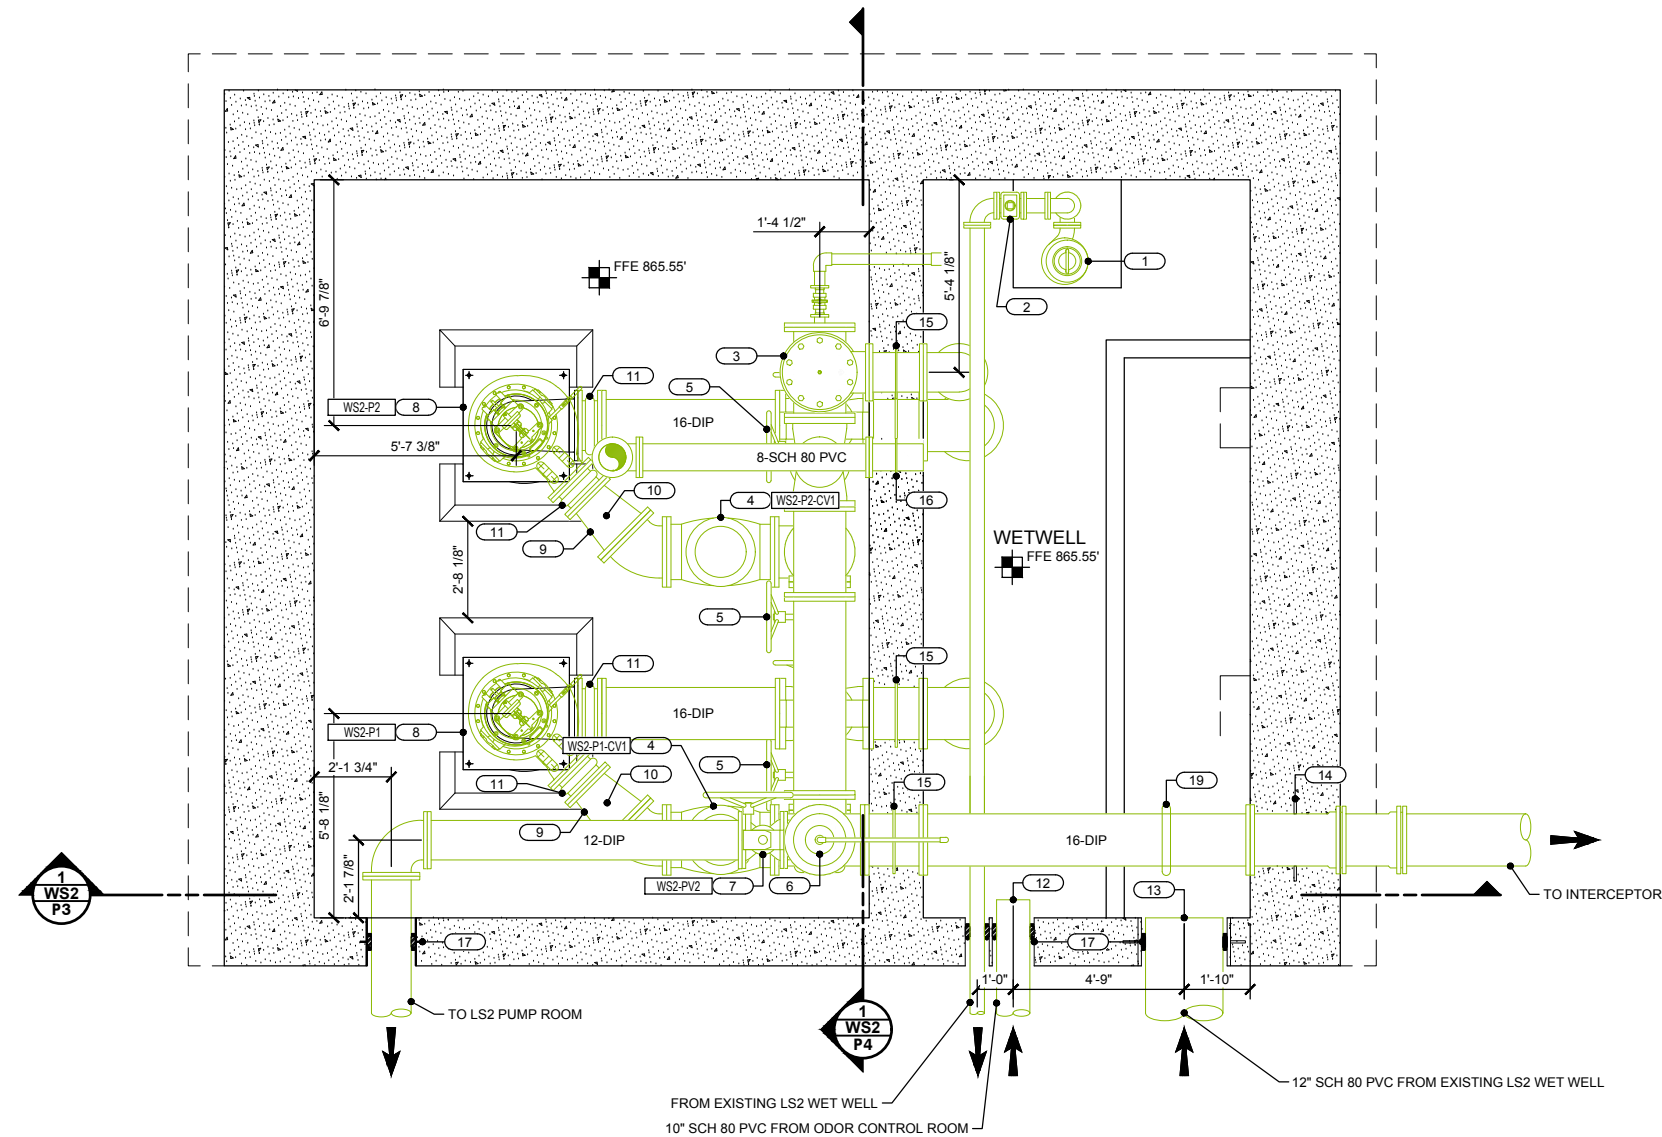 1'-4 1/2"
FFE 865.55'
6'-9 7/8"
5'-4 1/8"
1
2
15
3
11
5
WS2-P2
8
16-DIP
5'-7 3/8"
8-SCH 80 PVC
10
4
WS2-P2-CV1
16
11
9
WETWELL
FFE 865.55'
2'-8 1/8"
5
15
11
16-DIP
WS2-P1
8
WS2-P1-CV1
4
2'-1 3/4"
5
10
11
15
19
14
5'-8 1/8"
9
12-DIP
16-DIP
2'-1 7/8"
WS2-PV2
7
6
12
13
1
WS2
P3
TO INTERCEPTOR
17
17
1'-0"
4'-9"
1'-10"
TO LS2 PUMP ROOM
1
WS2
P4
12" SCH 80 PVC FROM EXISTING LS2 WET WELL
FROM EXISTING LS2 WET WELL
10" SCH 80 PVC FROM ODOR CONTROL ROOM